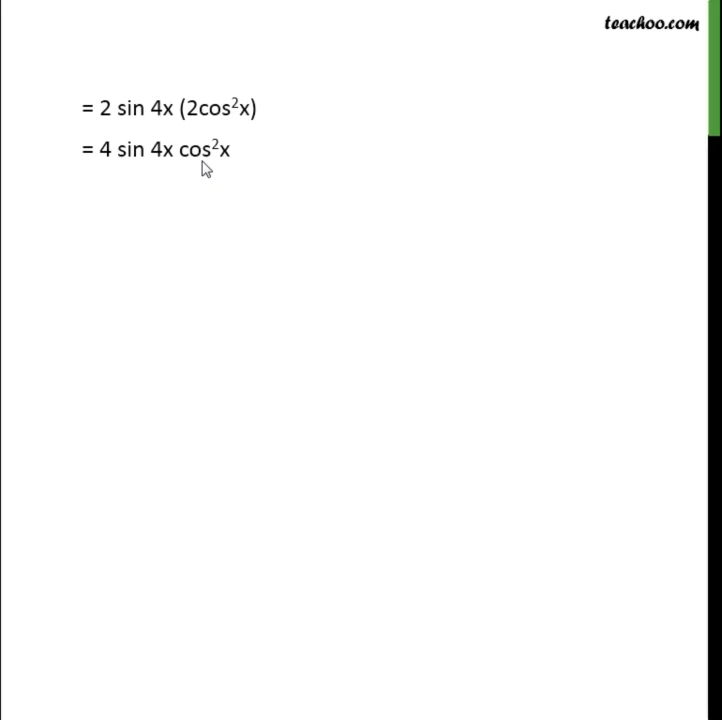 teachoo.com
= 2 sin 4x (2cos²x)
= 4 sin 4x cos²x